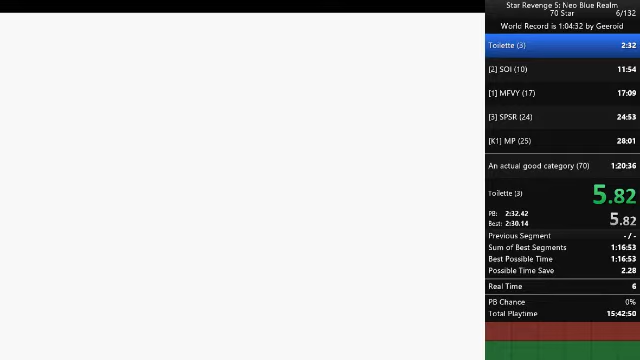 Star Revenge 5: Neo Blue Realm
70 Star 6/132
World Record is 1:04:32 by Geeroid
Toilette (3) 2:32
[2] SOI (10) 11:54
[1] MFVY (17) 17:09
[3] SPSR (24) 24:53
[K1] MP (25) 28:01
An actual good category (70) 1:20:36
Toilette (3) 5.82
PB: 2:32.42
Best: 2:30.14 5.82
Previous Segment - / -
Sum of Best Segments 1:16:53
Best Possible Time 1:16:53
Possible Time Save 2.28
Real Time 6
PB Chance 0%
Total Playtime 15:42:50